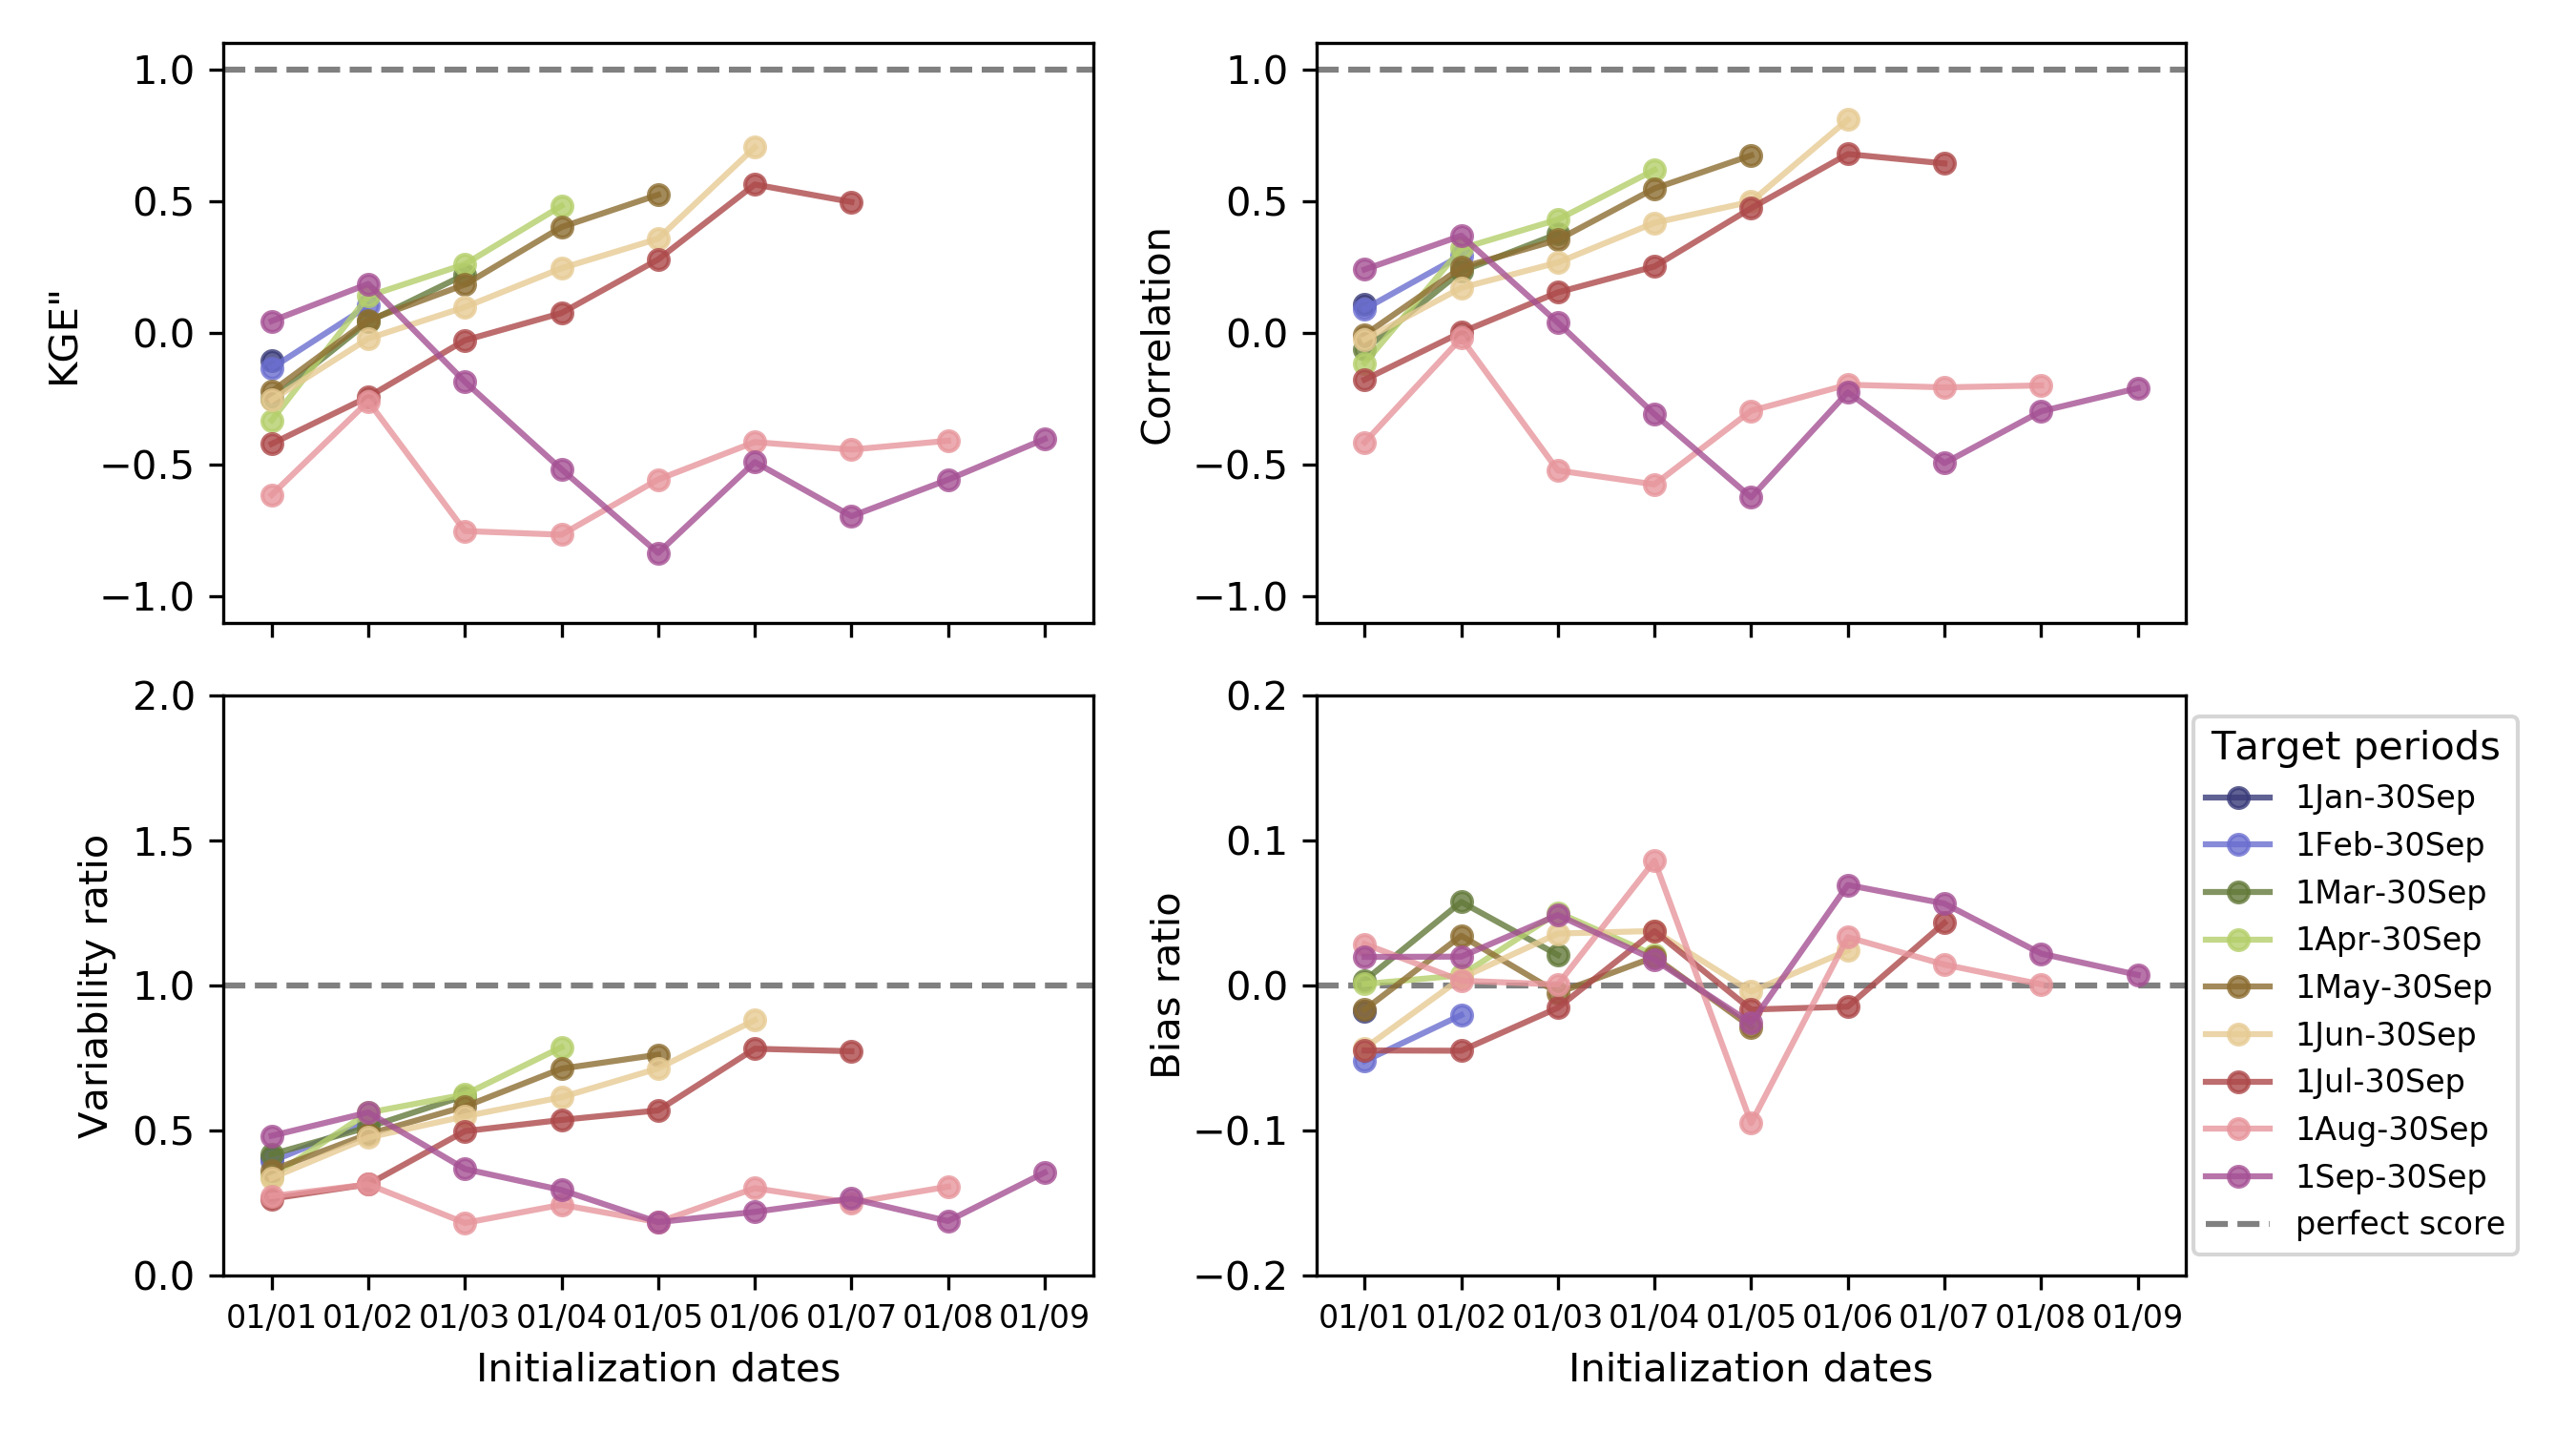 1.0
0.5
0.0
−0.5
−1.0
KGE"
1.0
0.5
0.0
−0.5
−1.0
Correlation
2.0
1.5
1.0
0.5
0.0
Variability ratio
01/01 01/02 01/03 01/04 01/05 01/06 01/07 01/08 01/09
Initialization dates
0.2
0.1
0.0
−0.1
−0.2
Bias ratio
01/01 01/02 01/03 01/04 01/05 01/06 01/07 01/08 01/09
Initialization dates
Target periods
1Jan-30Sep
1Feb-30Sep
1Mar-30Sep
1Apr-30Sep
1May-30Sep
1Jun-30Sep
1Jul-30Sep
1Aug-30Sep
1Sep-30Sep
perfect score